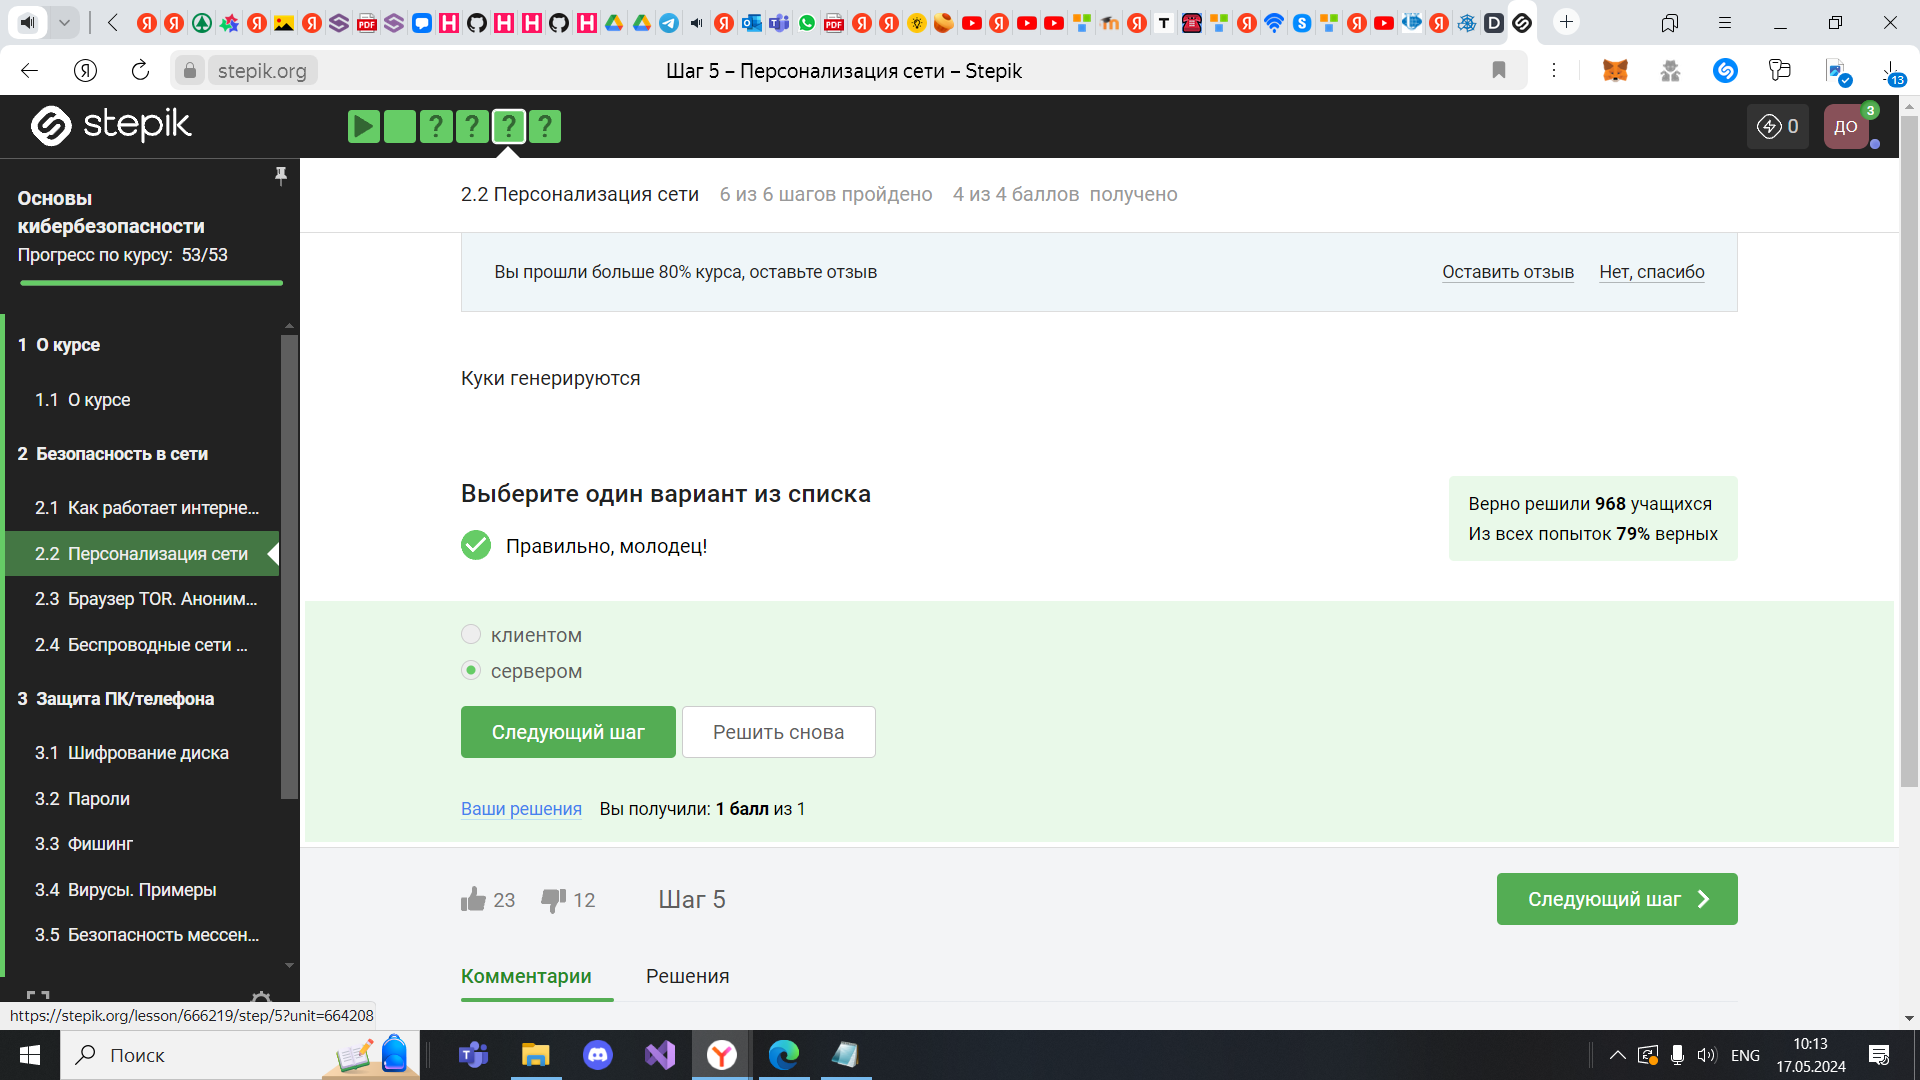 stepik.org
Шаг 5 – Персонализация сети – Stepik
13
stepik
0
ДО
3
Основы
кибербезопасности
Прогресс по курсу: 53/53
1 О курсе
1.1 О курсе
2 Безопасность в сети
2.1 Как работает интерне...
2.2 Персонализация сети
2.3 Браузер TOR. Аноним...
2.4 Беспроводные сети ...
3 Защита ПК/телефона
3.1 Шифрование диска
3.2 Пароли
3.3 Фишинг
3.4 Вирусы. Примеры
3.5 Безопасность мессен...
2.2 Персонализация сети 6 из 6 шагов пройдено 4 из 4 баллов получено
Вы прошли больше 80% курса, оставьте отзыв Оставить отзыв Нет, спасибо
Куки генерируются
Выберите один вариант из списка
Правильно, молодец!
Верно решили 968 учащихся
Из всех попыток 79% верных
клиентом
сервером
Следующий шаг Решить снова
Ваши решения Вы получили: 1 балл из 1
23 12 Шаг 5 Следующий шаг
Комментарии Решения
https://stepik.org/lesson/666219/step/5?unit=664208
Поиск
ENG
10:13
17.05.2024